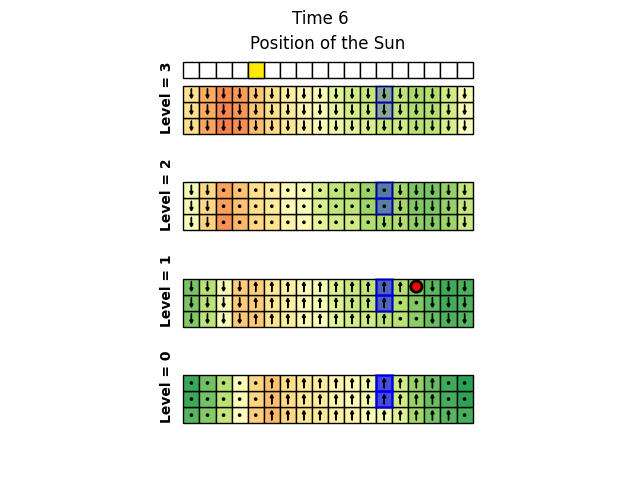 Time 6
Position of the Sun
Level = 3
Level = 2
Level = 1
Level = 0